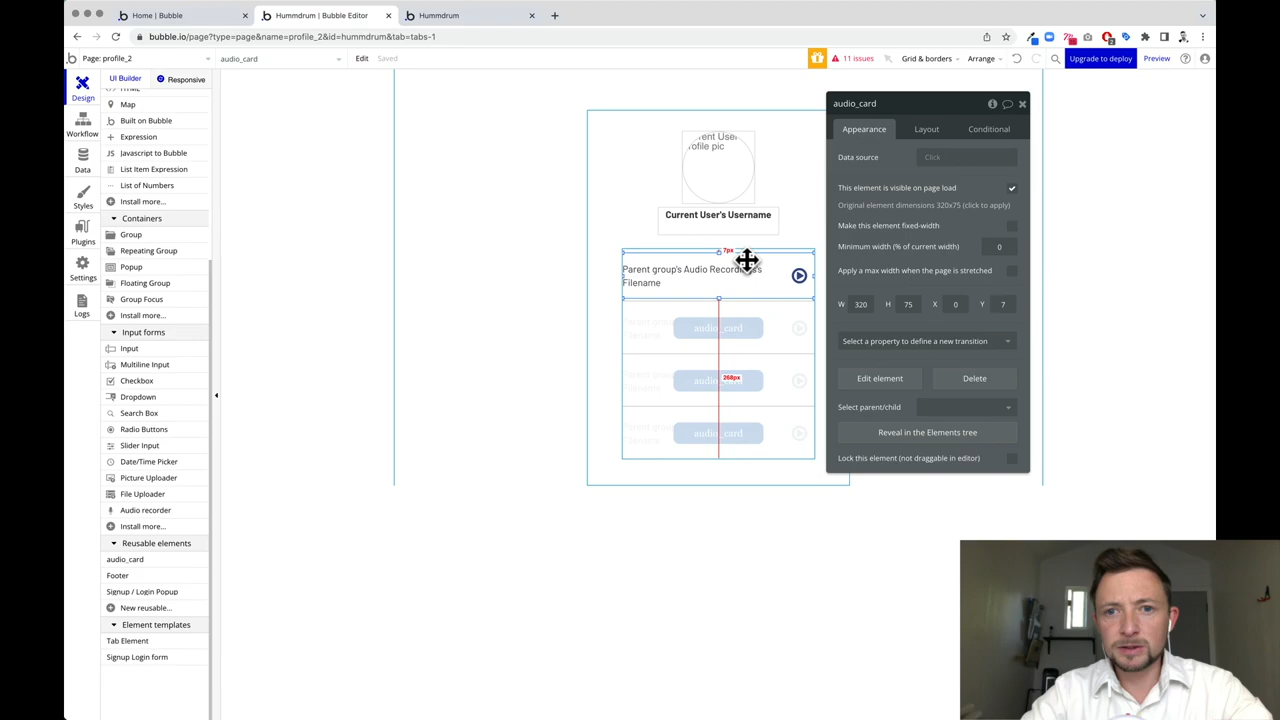 Home | Bubble
Hummdrum | Bubble Editor
Hummdrum
bubble.io/page?type=page&name=profile_2&id=hummdrum&tab=tabs-1
Page: profile_2
audio_card
Edit
Saved
11 issues
Grid & borders
Arrange
Upgrade to deploy
Preview
Design
Workflow
Data
Styles
Plugins
Settings
Logs
UI Builder
Responsive
HTML
Map
Built on Bubble
Expression
Javascript to Bubble
List Item Expression
List of Numbers
Install more...
Containers
Group
Repeating Group
Popup
Floating Group
Group Focus
Install more...
Input forms
Input
Multiline Input
Checkbox
Dropdown
Search Box
Radio Buttons
Slider Input
Date/Time Picker
Picture Uploader
File Uploader
Audio recorder
Install more...
Reusable elements
audio_card
Footer
Signup / Login Popup
New reusable...
Element templates
Tab Element
Signup Login form
rent User
rofile pic
Current User's Username
7px
Parent group's Audio
Filename
audio_card
268px
audio_card
audio_card
Appearance
Layout
Conditional
Data source
Click
This element is visible on page load
Original element dimensions 320x75 (click to apply)
Make this element fixed-width
Minimum width (% of current width)
0
Apply a max width when the page is stretched
W 320 H 75 X 0 Y 7
Select a property to define a new transition
Edit element
Delete
Select parent/child
Reveal in the Elements tree
Lock this element (not draggable in editor)